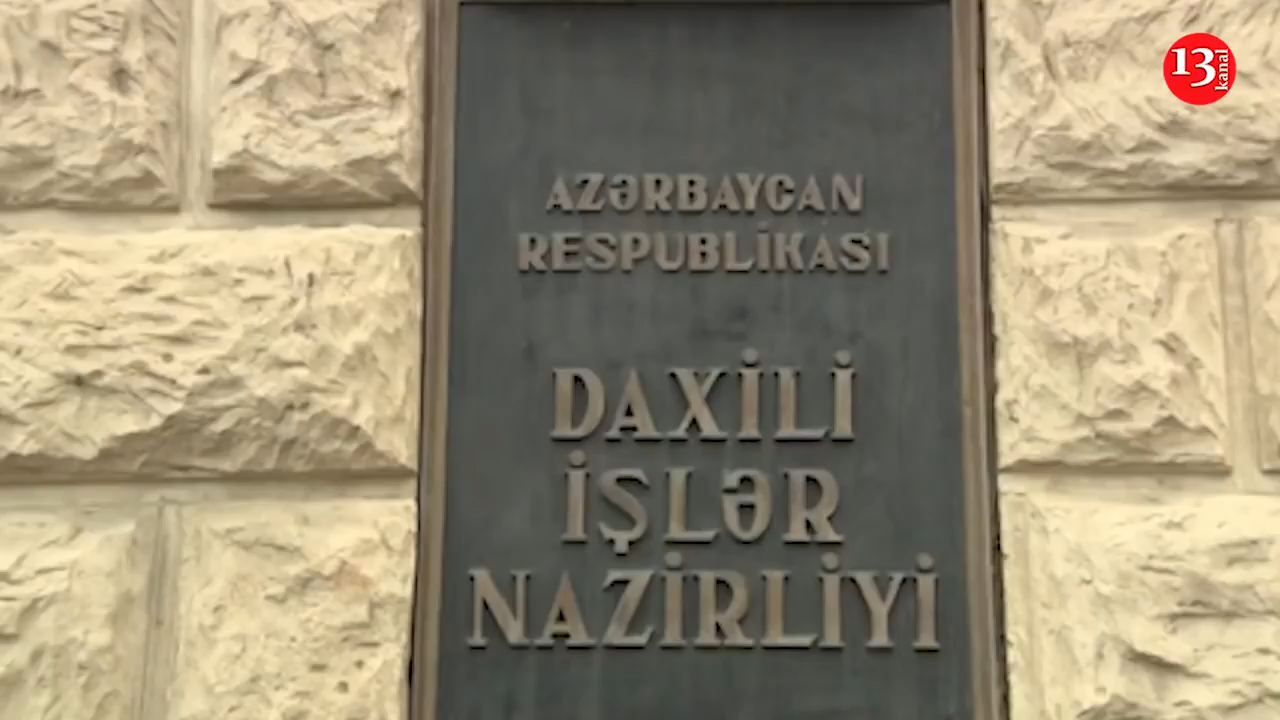 13
kanal
AZƏRBAYCAN
RESPUBLİKASI
DAXİLİ
İŞLƏR
NAZİRLİYİ